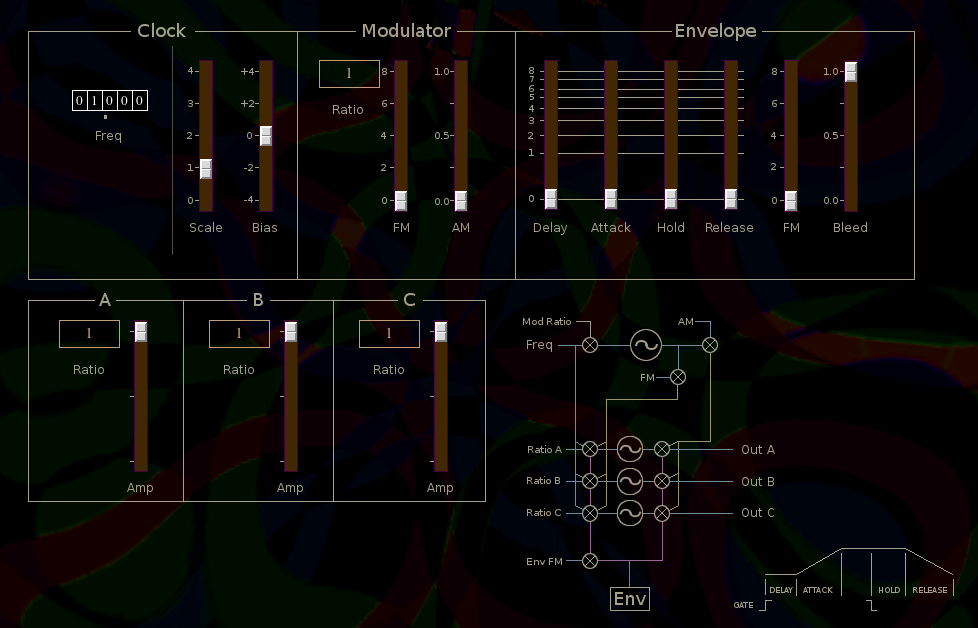 Clock
Modulator
Envelope
0 1 0 0 0
Freq
4
3
2
1
0
Scale
+4
+2
0
-2
-4
Bias
1
Ratio
8
6
4
2
0
FM
1.0
0.5
0.0
AM
8
7
6
5
4
3
2
1
0
Delay
Attack
Hold
Release
8
6
4
2
0
FM
1.0
0.5
0.0
Bleed
A
1
Ratio
Amp
B
1
Ratio
Amp
C
1
Ratio
Amp
Mod Ratio
AM
Freq
FM
Ratio A
Out A
Ratio B
Out B
Ratio C
Out C
Env FM
Env
DELAY
ATTACK
HOLD
RELEASE
GATE